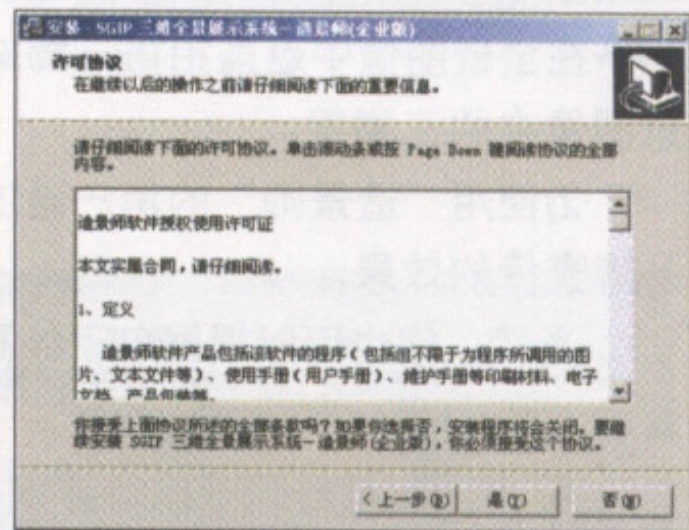 安装 - SGIP 三维全景展示系统-造景师(企业版)
许可协议
在继续以后的操作之前请仔细阅读下面的重要信息。
请仔细阅读下面的许可协议。单击滚动条或按 Page Down 键阅读协议的全部
内容。
造景师软件授权使用许可证
本文实属合同，请仔细阅读。
1、定义
造景师软件产品包括该软件的程序(包括但不限于为程序所调用的图
片、文本文件等)、使用手册(用户手册)、维护手册等印刷材料、电子
文档、产品包装等。
你接受上面协议所述的全部条款吗？如果你选择否，安装程序将会关闭。要继
续安装 SGIP 三维全景展示系统-造景师(企业版)，你必须接受这个协议。
<上一步(B)
是(Y)
否(N)